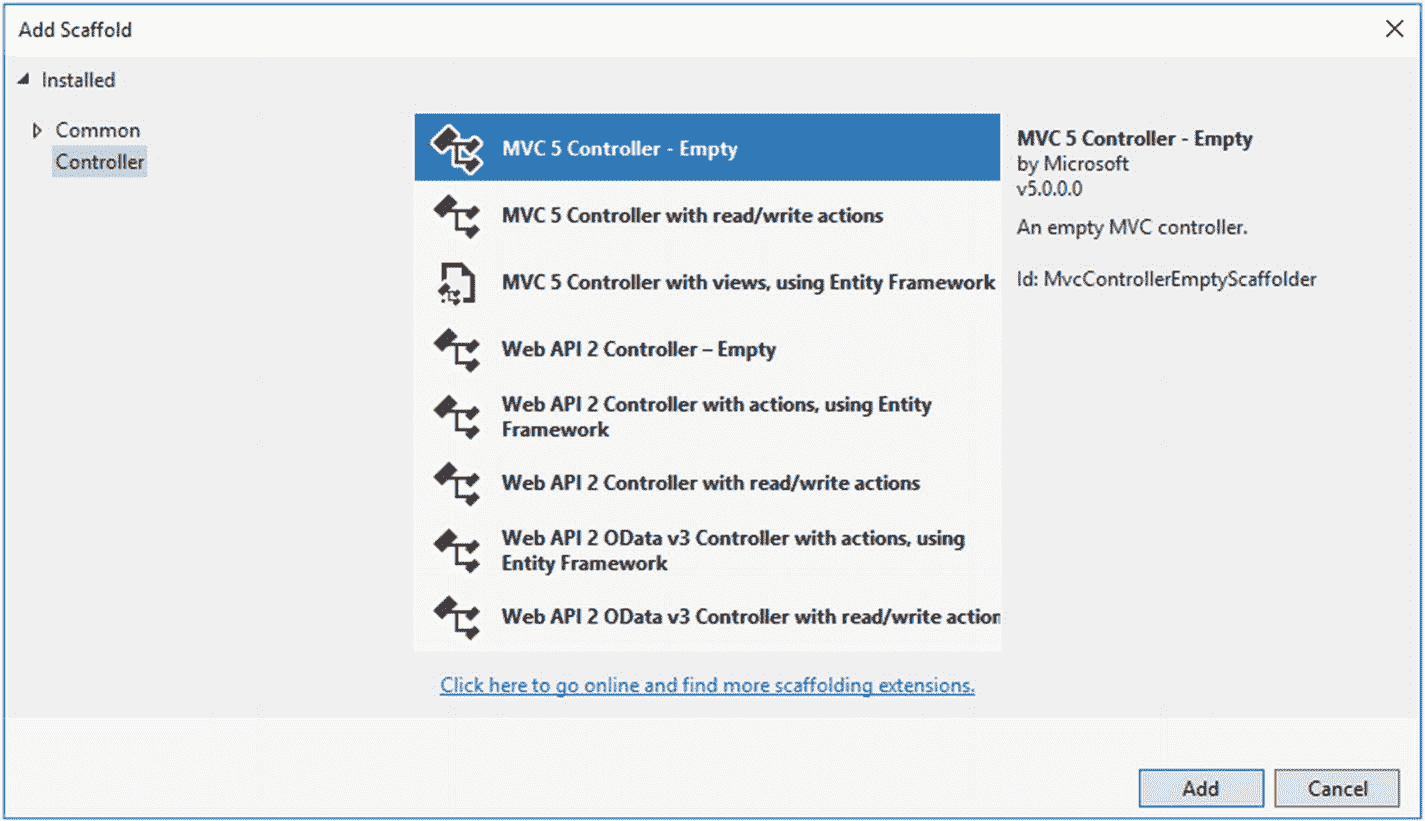 Add Scaffold
Installed
Common
Controller
MVC 5 Controller - Empty
MVC 5 Controller with read/write actions
MVC 5 Controller with views, using Entity Framework
Web API 2 Controller – Empty
Web API 2 Controller with actions, using Entity
Framework
Web API 2 Controller with read/write actions
Web API 2 OData v3 Controller with actions, using
Entity Framework
Web API 2 OData v3 Controller with read/write action
Click here to go online and find more scaffolding extensions.
MVC 5 Controller - Empty
by Microsoft
v5.0.0.0
An empty MVC controller.
Id: MvcControllerEmptyScaffolder
Add
Cancel